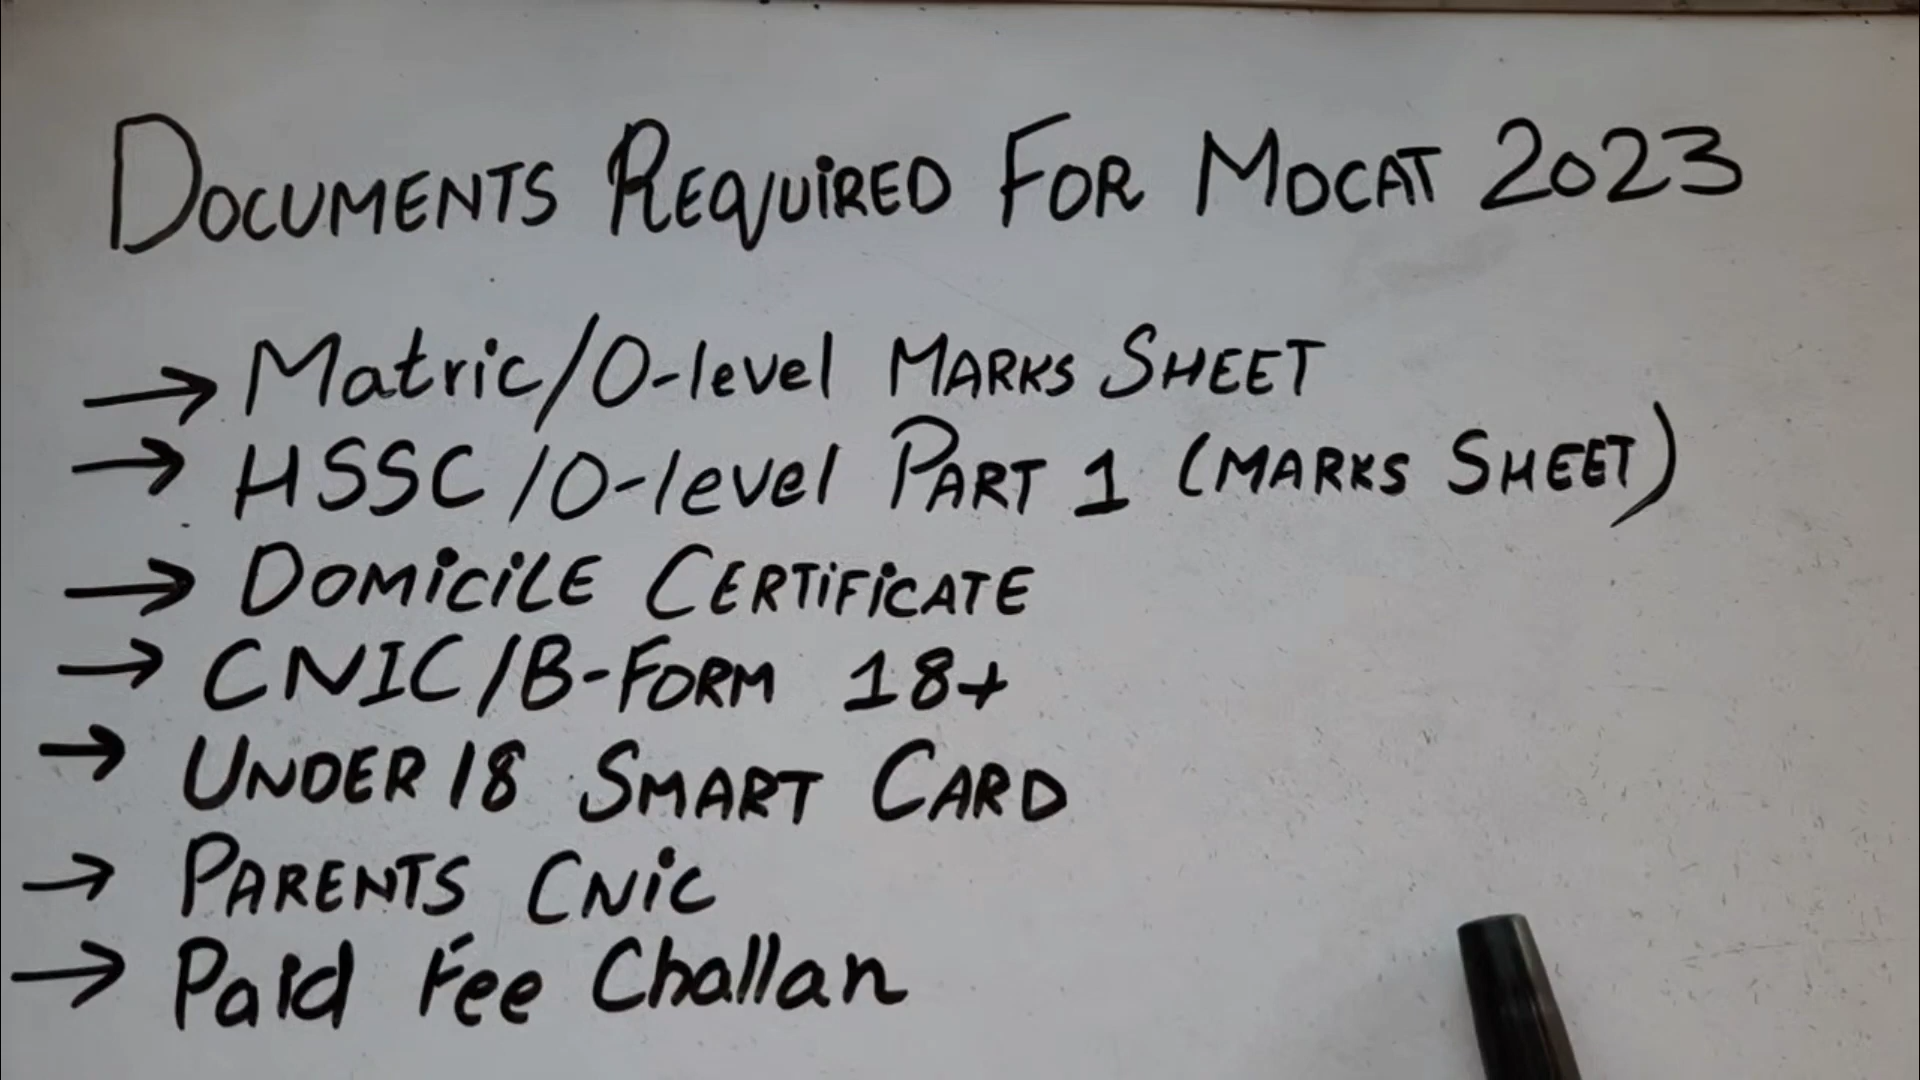 DOCUMENTS REQUIRED FOR MDCAT 2023
→ Matric/O-level MARKS SHEET
→ HSSC/O-level PART 1 (MARKS SHEET)
→ DOMiCiLE CERTiFiCATE
→ CNIC/B-FORM 18+
→ UNDER 18 SMART CARD
→ PARENTS CNiC
→ Paid Fee Challan